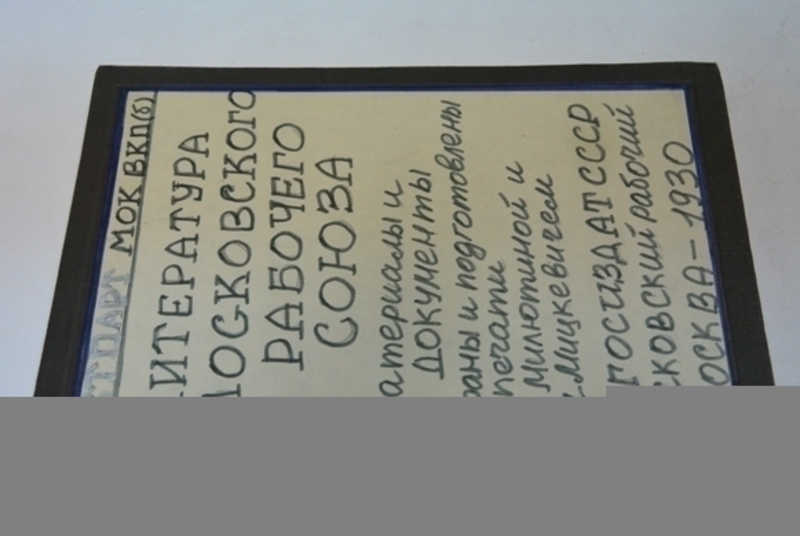 МОК ВКП(б)
ИТЕРАТУРА
ОСКОВСКОГО
РАБОЧЕГО
СОЮЗА
атериалы и
документы
раны и подготовлены
печати
Милютиной и
Мицкевичем
ГОСИЗДАТ СССР
СКОВСКИЙ рабочий
ОСКВА - 1930